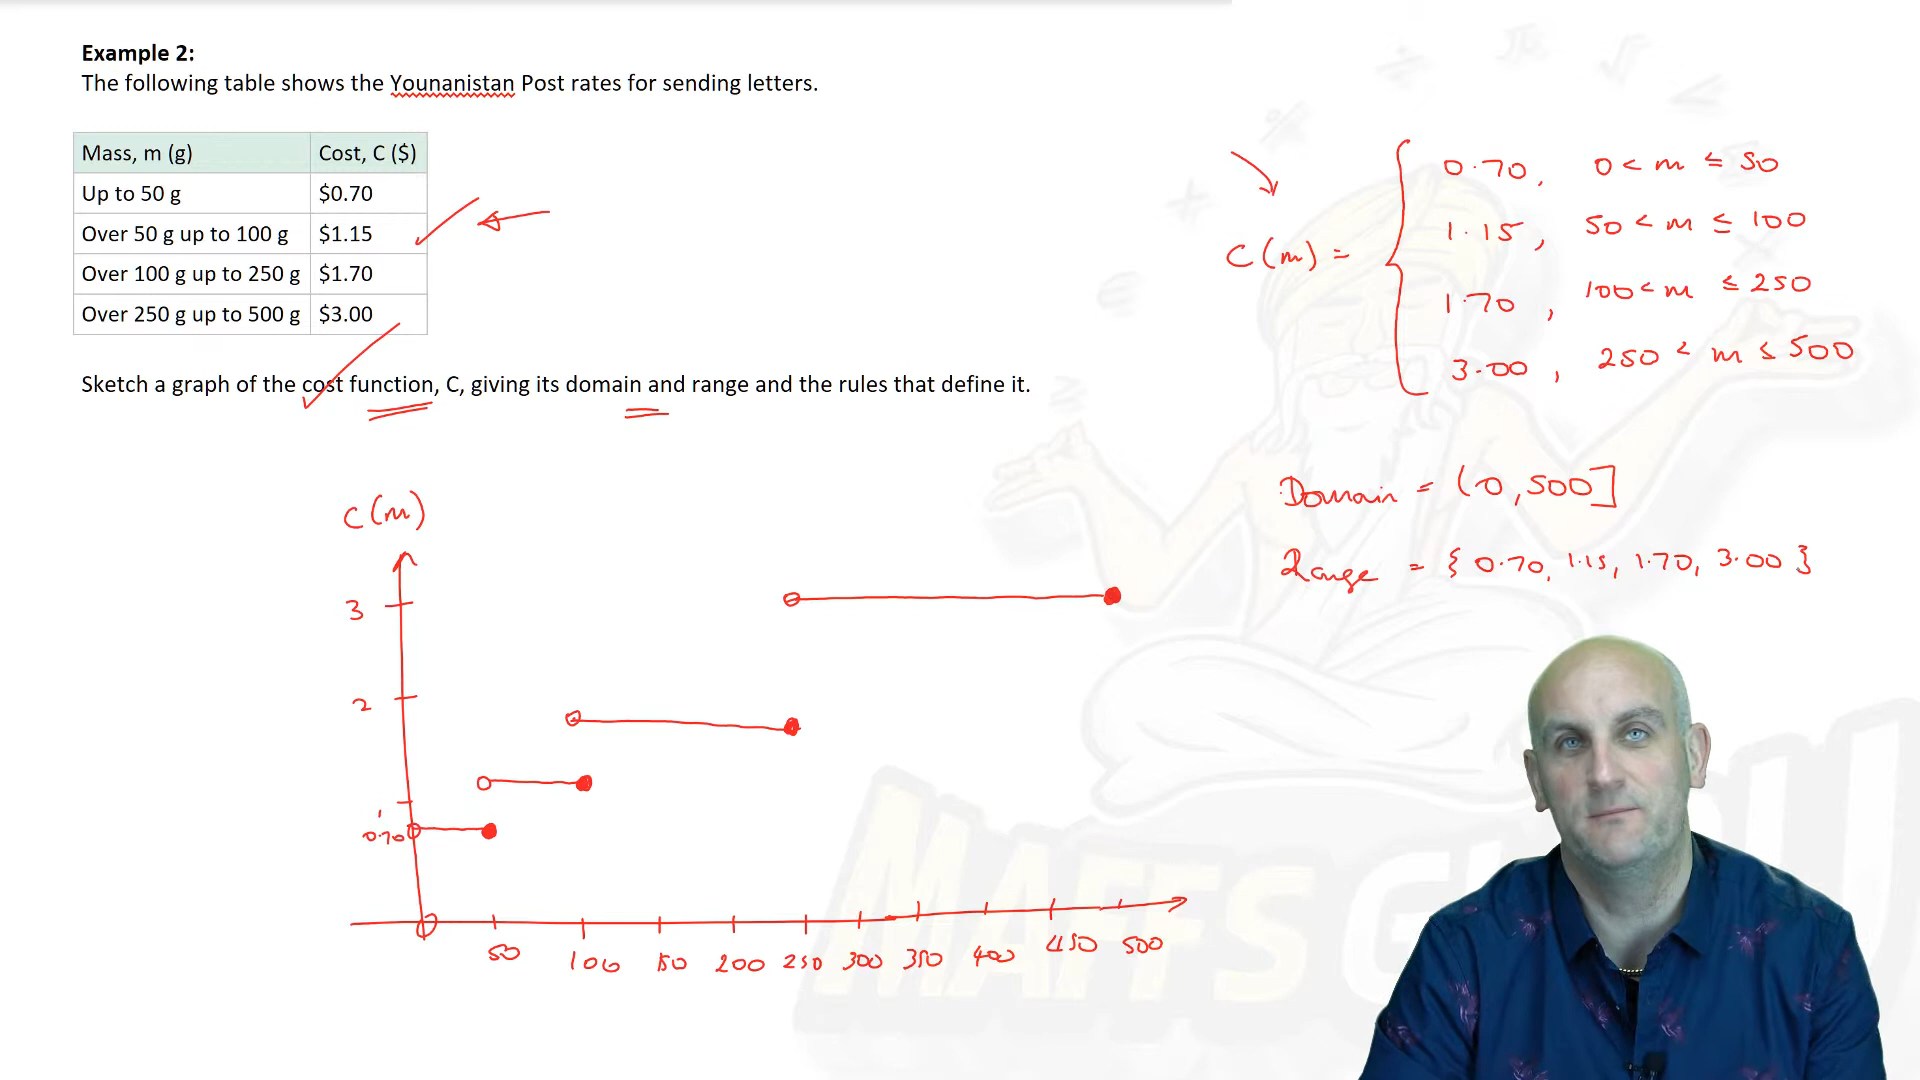 Example 2:
The following table shows the Younanistan Post rates for sending letters.
Mass, m (g) Cost, C ($)
Up to 50 g $0.70
Over 50 g up to 100 g $1.15
Over 100 g up to 250 g $1.70
Over 250 g up to 500 g $3.00
Sketch a graph of the cost function, C, giving its domain and range and the rules that define it.
C(m) =
0.70, 0 < m ≤ 50
1.15, 50 < m ≤ 100
1.70, 100 < m ≤ 250
3.00, 250 < m ≤ 500
Domain = (0, 500]
Range = { 0.70, 1.15, 1.70, 3.00 }
C(m)
3
2
1
0.70
0
50 100 150 200 250 300 350 400 450 500
MAFFS